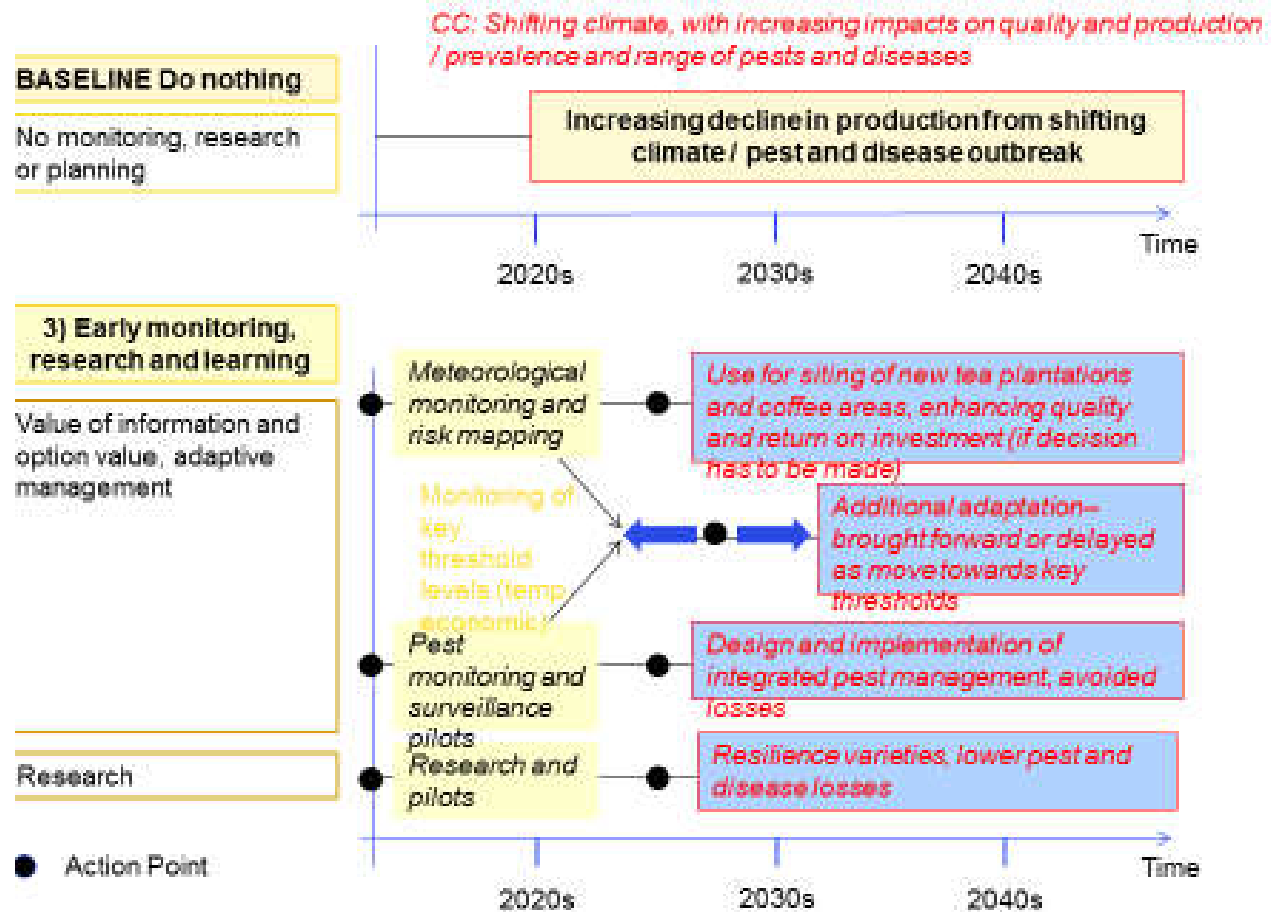 CC: Shifting climate, with increasing impacts on quality and production
/ prevalence and range of pests and diseases
BASELINE Do nothing
No monitoring, research
or planning
Increasing decline in production from shifting
climate / pest and disease outbreak
Time
2020s
2030s
2040s
3) Early monitoring,
research and learning
Value of information and
option value, adaptive
management
Meteorological
monitoring and
risk mapping
Use for siting of new tea plantations
and coffee areas, enhancing quality
and return on investment (if decision
has to be made)
Monitoring of
key
threshold
levels (temp
economic)
Additional adaptation–
brought forward or delayed
as move towards key
thresholds
Pest
monitoring and
surveillance
pilots
Design and implementation of
integrated pest management, avoided
losses
Research
Research and
pilots
Resilience varieties, lower pest and
disease losses
Action Point
Time
2020s
2030s
2040s